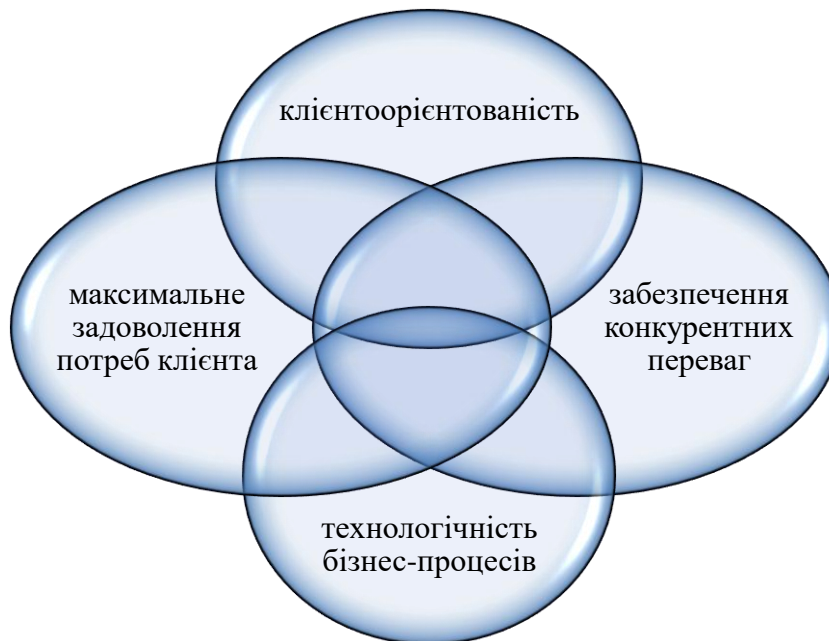 клієнтоорієнтованість
максимальне
задоволення
потреб клієнта
забезпечення
конкурентних
переваг
технологічність
бізнес-процесів